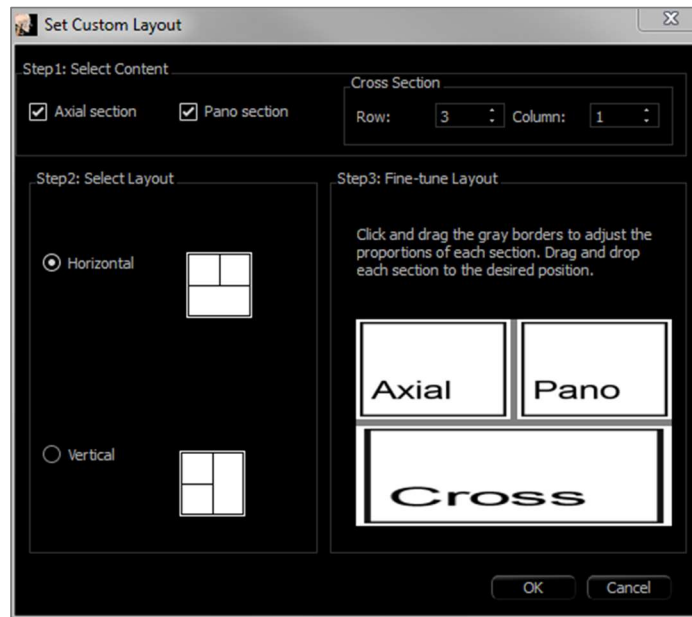 Set Custom Layout
Step1: Select Content
Axial section
Pano section
Cross Section
Row:
3
Column:
1
Step2: Select Layout
Horizontal
Vertical
Step3: Fine-tune Layout
Click and drag the gray borders to adjust the
proportions of each section. Drag and drop
each section to the desired position.
Axial
Pano
Cross
OK
Cancel